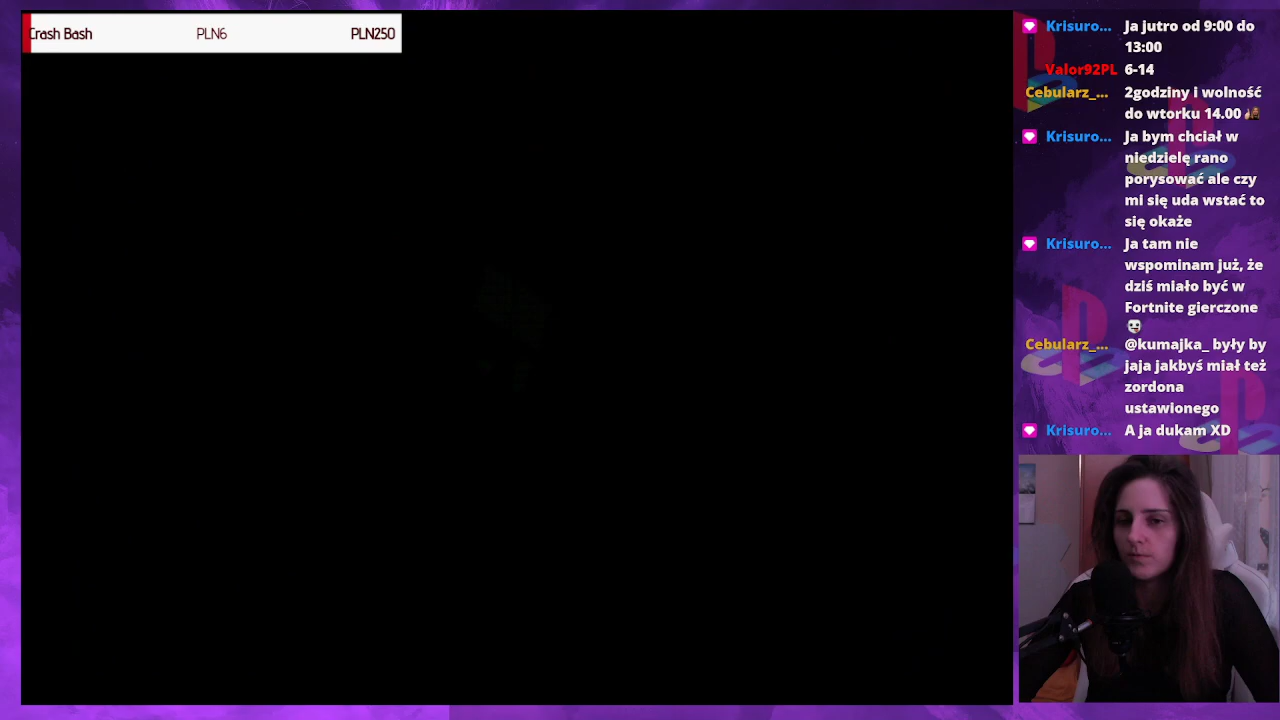 Crash Bash PLN6 PLN250
Krisuro... Ja jutro od 9:00 do
13:00
Valor92PL 6-14
Cebularz_... 2godziny i wolność
do wtorku 14.00
Krisuro... Ja bym chciał w
niedzielę rano
porysować ale czy
mi się uda wstać to
się okaże
Krisuro... Ja tam nie
wspominam już, że
dziś miało być w
Fortnite gierczone
Cebularz_... @kumajka_ były by
jaja jakbyś miał też
zordona
ustawionego
Krisuro... A ja dukam XD